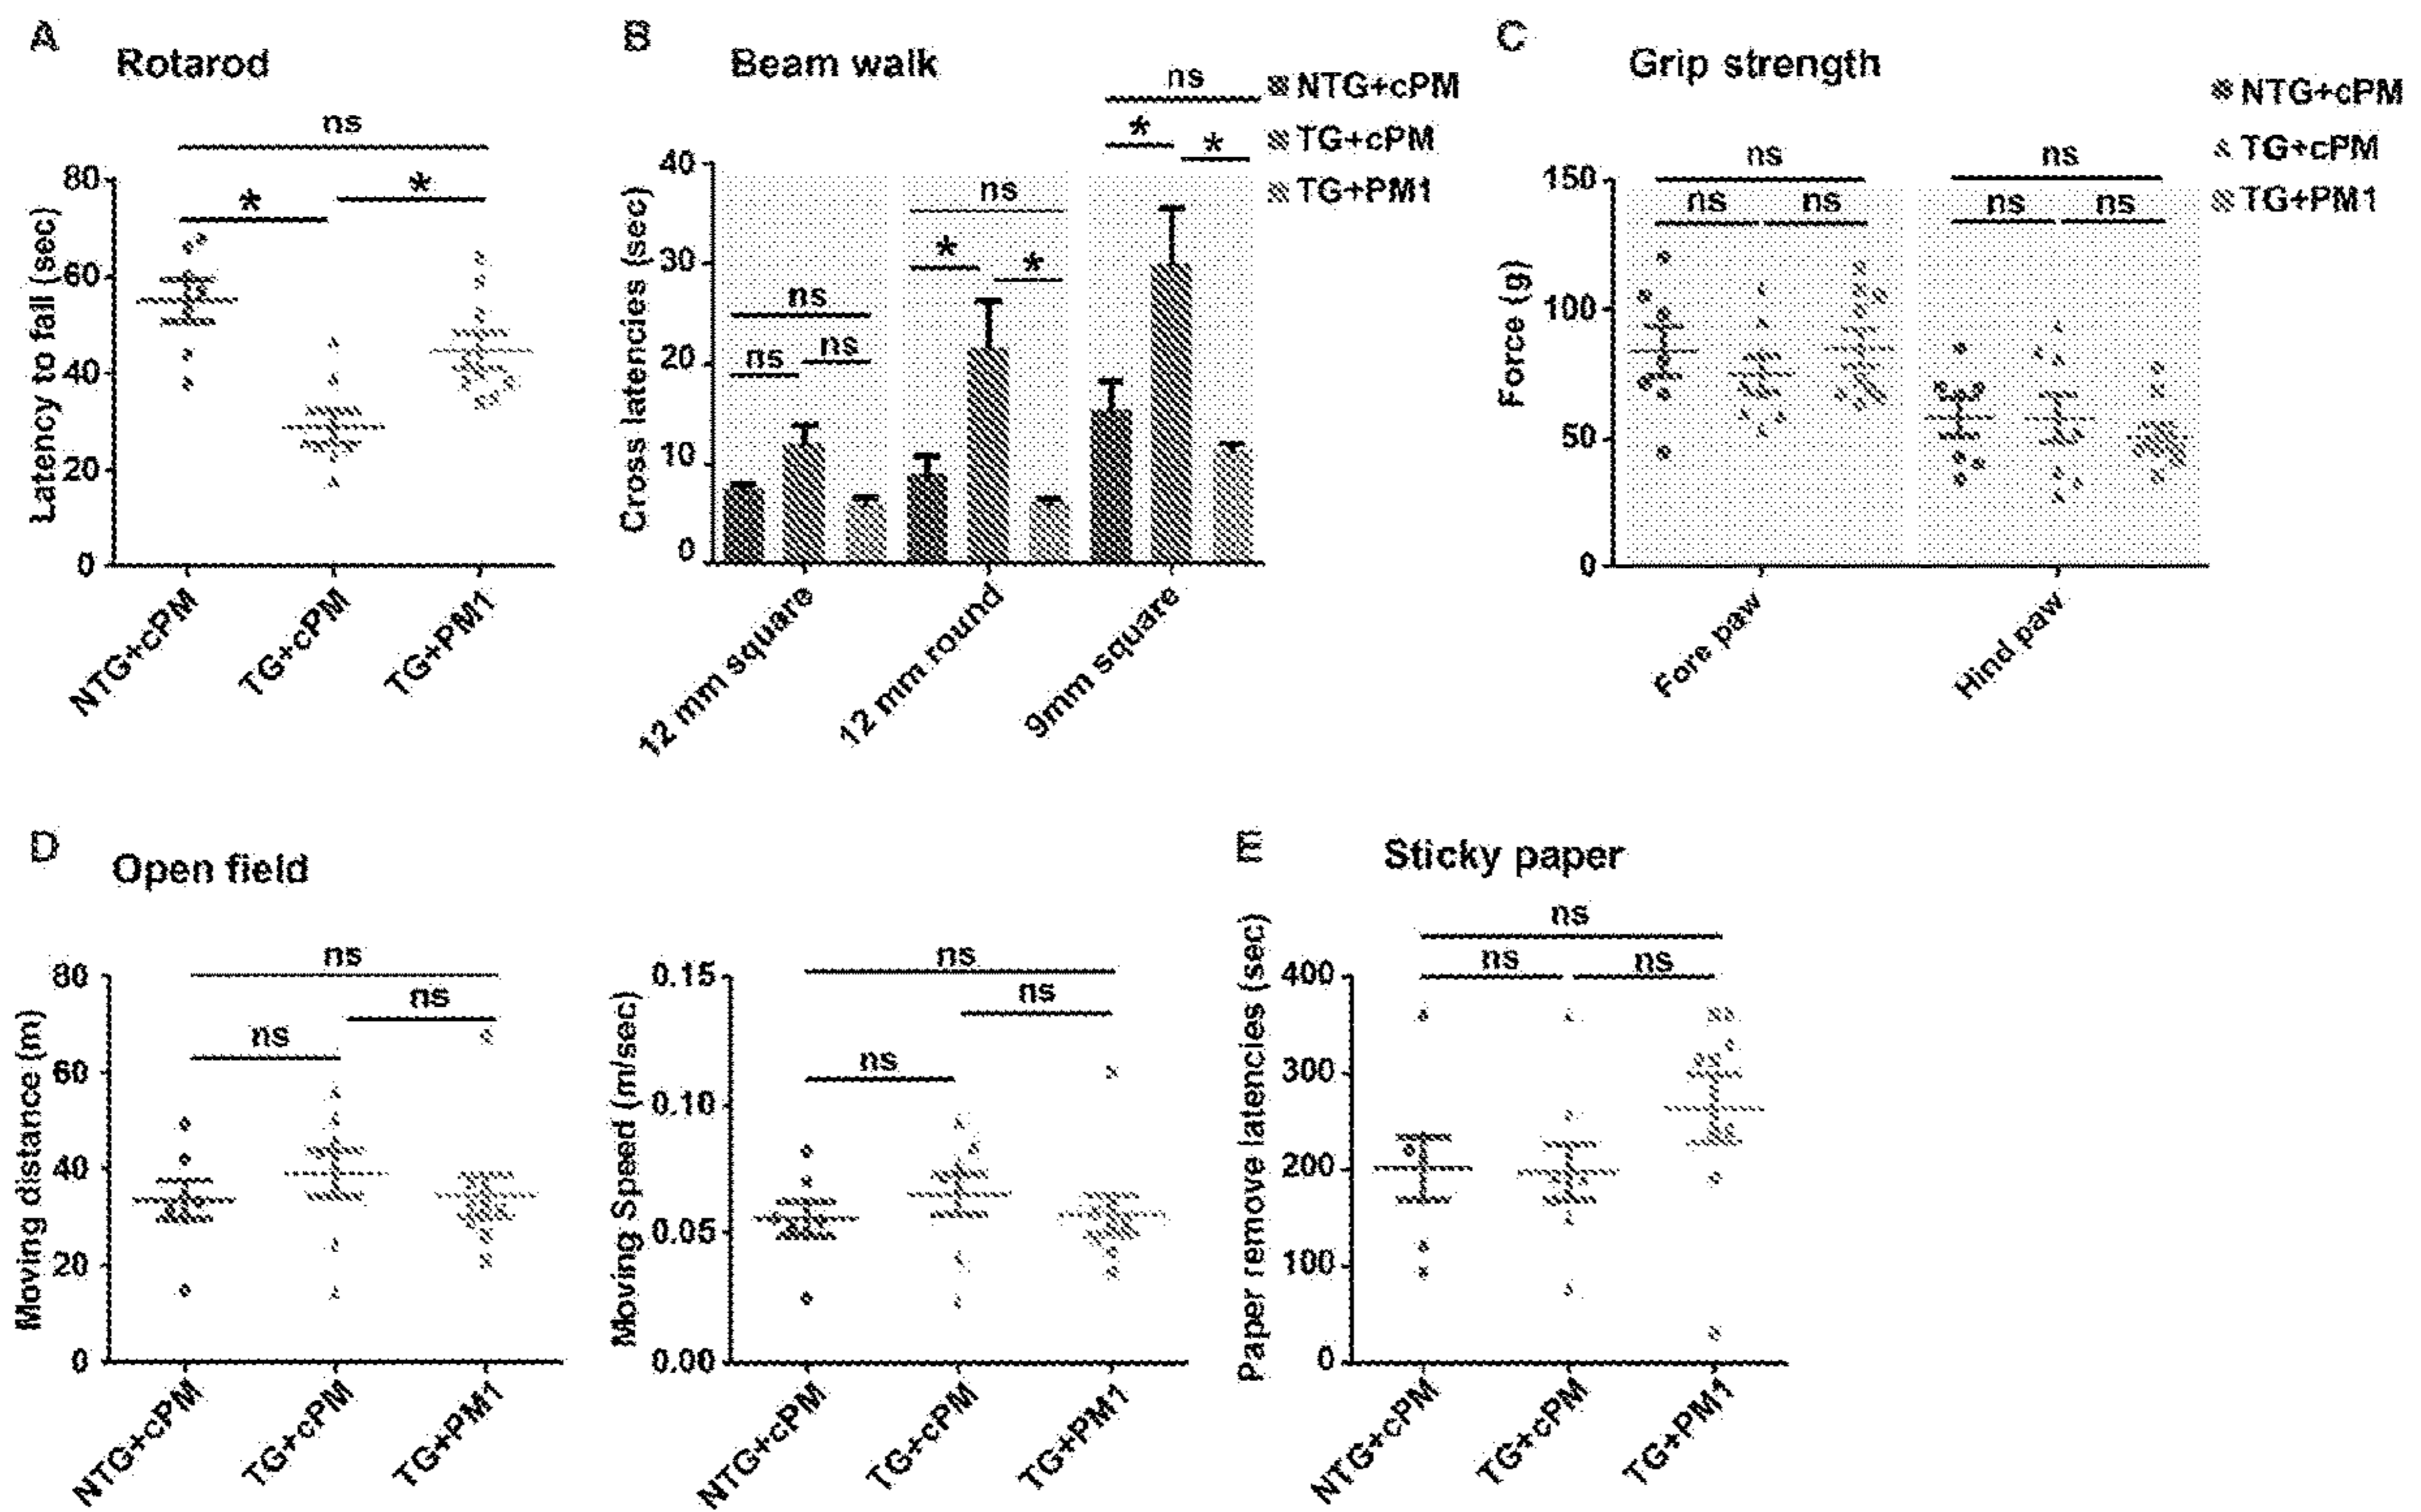 A
Rotarod
ns
*
*
Latency to fall (sec)
80
60
40
20
0
NTG+cPM
TG+cPM
TG+PM1
B
Beam walk
NTG+cPM
TG+cPM
TG+PM1
ns
*
*
ns
*
*
ns
ns
ns
Cross latencies (sec)
40
30
20
10
0
12 mm square
12 mm round
9mm square
C
Grip strength
NTG+cPM
TG+cPM
TG+PM1
ns
ns
ns
ns
ns
ns
Force (g)
150
100
50
0
Fore paw
Hind paw
D
Open field
ns
ns
ns
Moving distance (m)
80
60
40
20
0
NTG+cPM
TG+cPM
TG+PM1
ns
ns
ns
Moving Speed (m/sec)
0.15
0.10
0.05
0.00
NTG+cPM
TG+cPM
TG+PM1
E
Sticky paper
ns
ns
ns
Paper remove latencies (sec)
400
300
200
100
0
NTG+cPM
TG+cPM
TG+PM1